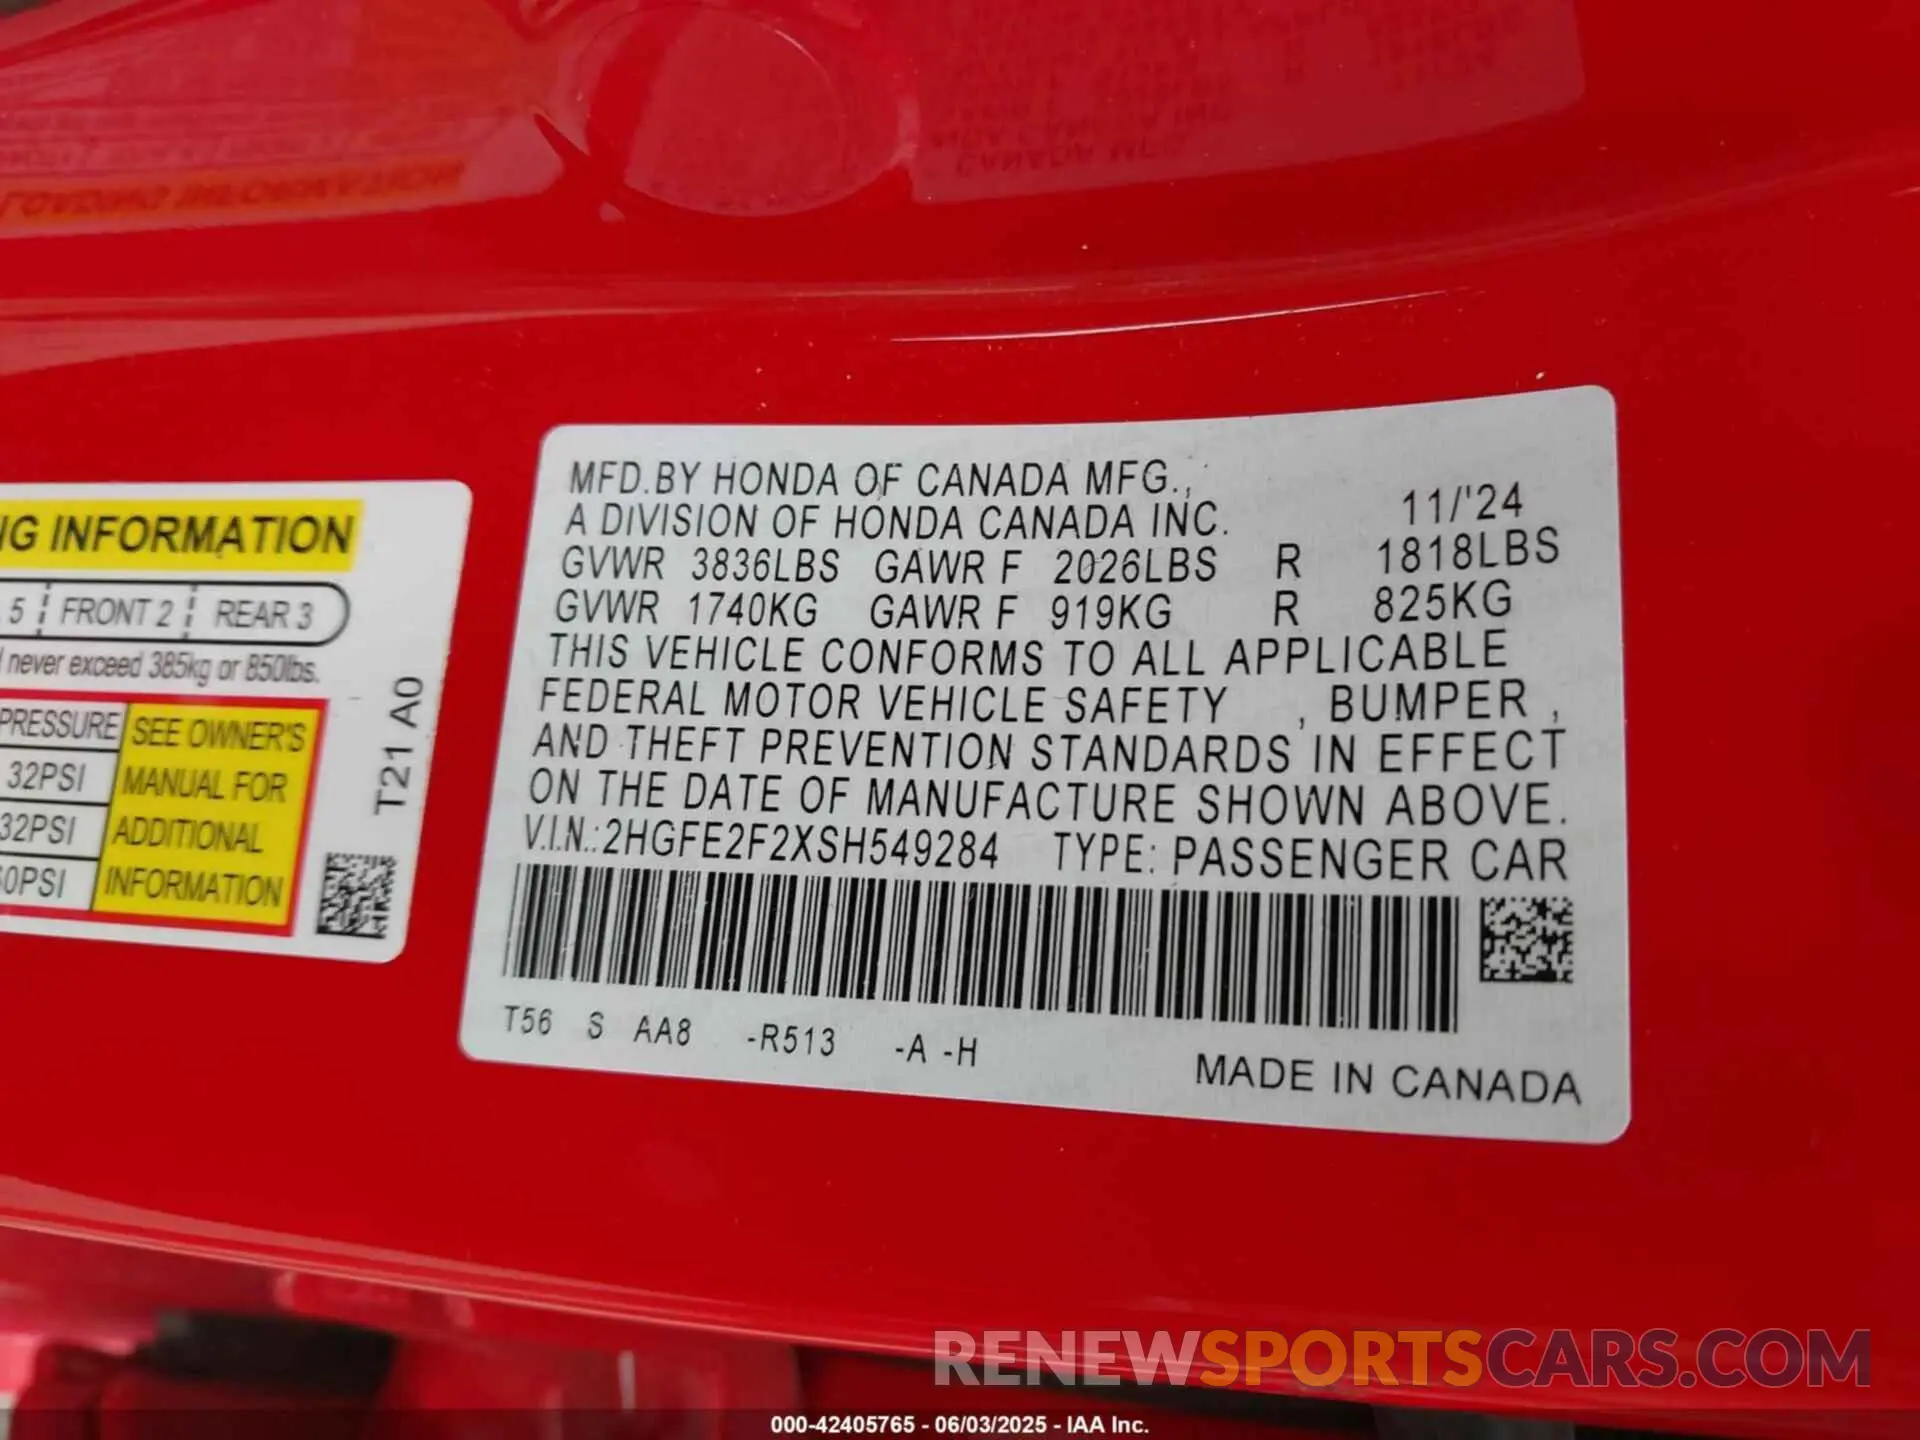 NG INFORMATION
5 FRONT 2 REAR 3
never exceed 385kg or 850lbs.
PRESSURE SEE OWNER'S
32PSI MANUAL FOR
32PSI ADDITIONAL
60PSI INFORMATION
T21 A0
MFD.BY HONDA OF CANADA MFG.,
A DIVISION OF HONDA CANADA INC. 11/'24
GVWR 3836LBS GAWR F 2026LBS R 1818LBS
GVWR 1740KG GAWR F 919KG R 825KG
THIS VEHICLE CONFORMS TO ALL APPLICABLE
FEDERAL MOTOR VEHICLE SAFETY , BUMPER ,
AND THEFT PREVENTION STANDARDS IN EFFECT
ON THE DATE OF MANUFACTURE SHOWN ABOVE.
V.I.N.:2HGFE2F2XSH549284 TYPE: PASSENGER CAR
T56 S AA8 -R513 -A -H
MADE IN CANADA
RENEWSPORTSCARS.COM
000-42405765 - 06/03/2025 - IAA Inc.